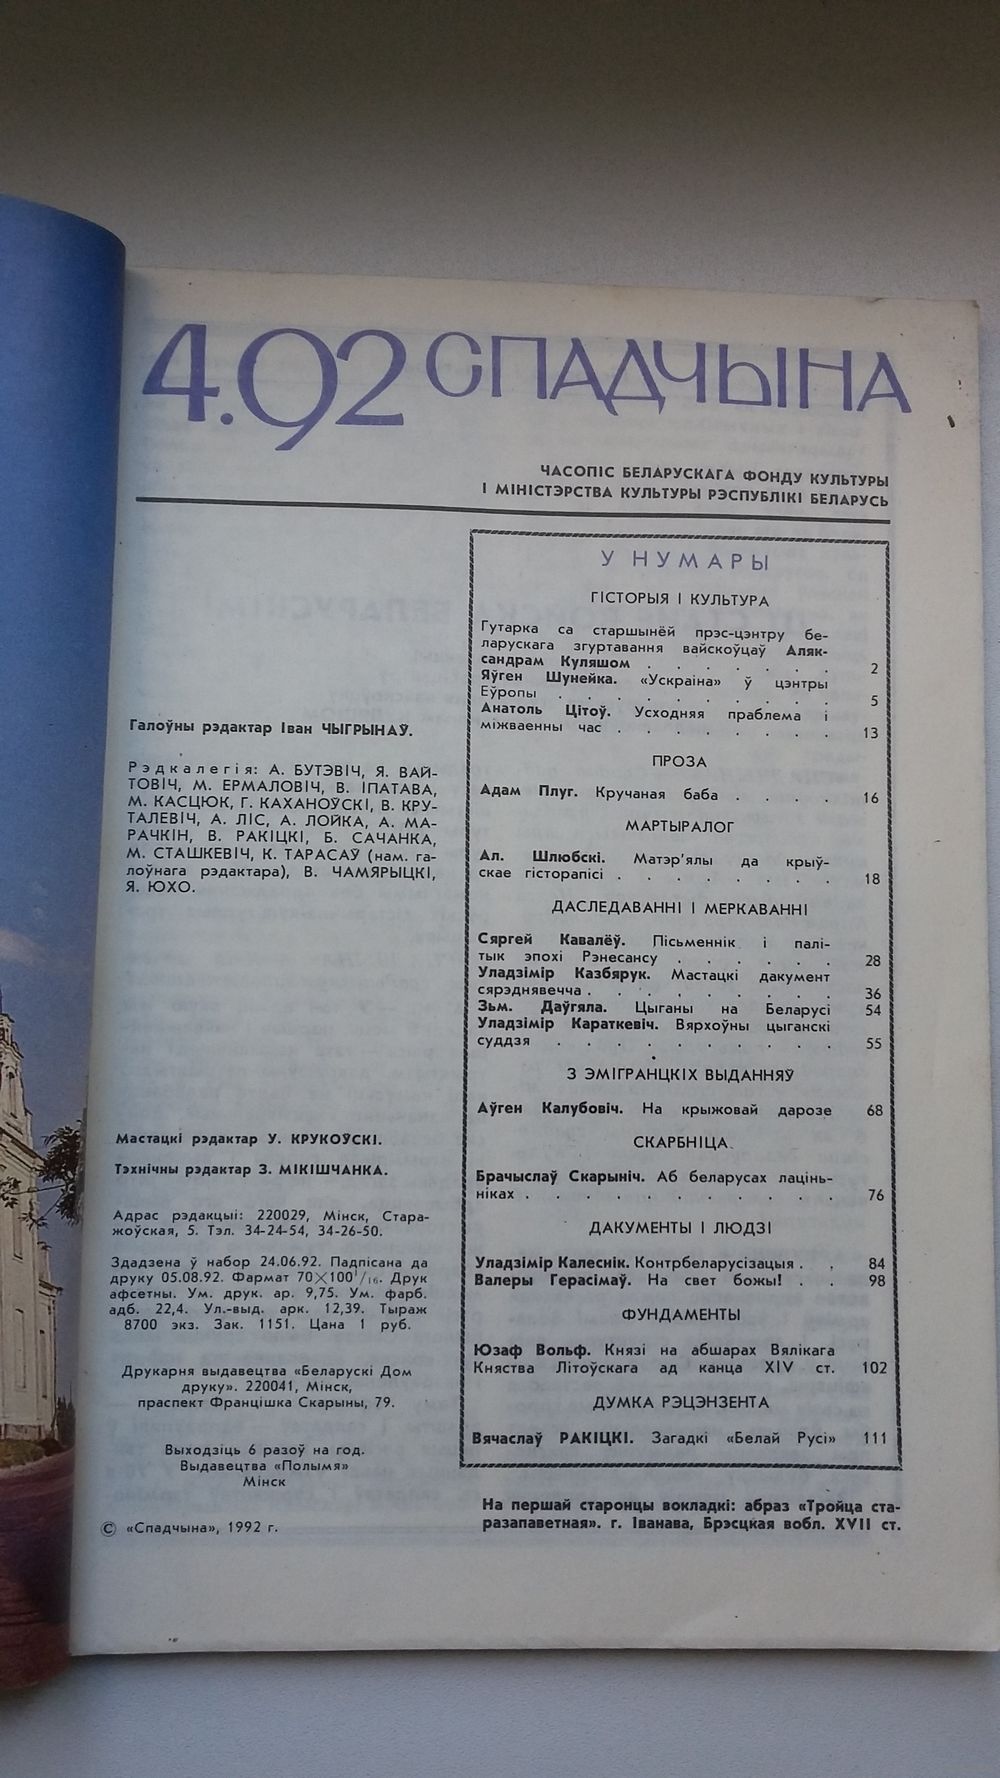 4.92 СПАДЧЫНА
ЧАСОПІС БЕЛАРУСКАГА ФОНДУ КУЛЬТУРЫ
І МІНІСТЭРСТВА КУЛЬТУРЫ РЭСПУБЛІКІ БЕЛАРУСЬ
Галоўны рэдактар Іван ЧЫГРЫНАЎ.
Рэдкалегія: А. БУТЭВІЧ, Я. ВАЙ-
ТОВІЧ, М. ЕРМАЛОВІЧ, В. ІПАТАВА,
М. КАСЦЮК, Г. КАХАНОЎСКІ, В. КРУ-
ТАЛЕВІЧ, А. ЛІС, А. ЛОЙКА, А. МА-
РАЧКІН, В. РАКІЦКІ, Б. САЧАНКА,
М. СТАШКЕВІЧ, К. ТАРАСАЎ (нам. га-
лоўнага рэдактара), В. ЧАМЯРЫЦКІ,
Я. ЮХО.
Мастацкі рэдактар У. КРУКОЎСКІ.
Тэхнічны рэдактар З. МІКІШЧАНКА.
Адрас рэдакцыі: 220029, Мінск, Стара-
жоўская, 5. Тэл. 34-24-54, 34-26-50.
Здадзена ў набор 24.06.92. Падпісана да
друку 05.08.92. Фармат 70×100 1/16. Друк
афсетны. Ум. друк. ар. 9,75. Ум. фарб.
адб. 22,4. Ул.-выд. арк. 12,39. Тыраж
8700 экз. Зак. 1151. Цана 1 руб.
Друкарня выдавецтва «Беларускі Дом
друку». 220041, Мінск,
праспект Францішка Скарыны, 79.
Выходзіць 6 разоў на год.
Выдавецтва «Полымя»
Мінск
© «Спадчына», 1992 г.
У НУМАРЫ
ГІСТОРЫЯ І КУЛЬТУРА
Гутарка са старшынёй прэс-цэнтру бе-
ларускага згуртавання вайскоўцаў Аляк-
сандрам Куляшом . . . . . . . 2
Яўген Шунейка. «Ускраіна» ў цэнтры
Еўропы . . . . . . . . . 5
Анатоль Цітоў. Усходняя праблема і
міжваенны час . . . . . . . . 13
ПРОЗА
Адам Плуг. Кручаная баба . . . . 16
МАРТЫРАЛОГ
Ал. Шлюбскі. Матэр'ялы да крыў-
скае гісторапісі . . . . . . . . 18
ДАСЛЕДАВАННІ І МЕРКАВАННІ
Сяргей Кавалёў. Пісьменнік і палі-
тык эпохі Рэнесансу . . . . . . 28
Уладзімір Казбярук. Мастацкі дакумент
сярэднявечча . . . . . . . . . 36
Зьм. Даўгяла. Цыганы на Беларусі 54
Уладзімір Караткевіч. Вярхоўны цыганскі
суддзя . . . . . . . . . 55
З ЭМІГРАНЦКІХ ВЫДАННЯЎ
Аўген Калубовіч. На крыжовай дарозе 68
СКАРБНІЦА
Брачыслаў Скарыніч. Аб беларусах лацінь-
ніках . . . . . . . . . . . 76
ДАКУМЕНТЫ І ЛЮДЗІ
Уладзімір Калеснік. Контрбеларусізацыя . . 84
Валеры Герасімаў. На свет божы! . . 98
ФУНДАМЕНТЫ
Юзаф Вольф. Князі на абшарах Вялікага
Княства Літоўскага ад канца XIV ст. 102
ДУМКА РЭЦЭНЗЕНТА
Вячаслаў РАКІЦКІ. Загадкі «Белай Русі» 111
На першай старонцы вокладкі: абраз «Тройца ста-
разапаветная». г. Іванава, Брэсцкая вобл. XVII ст.